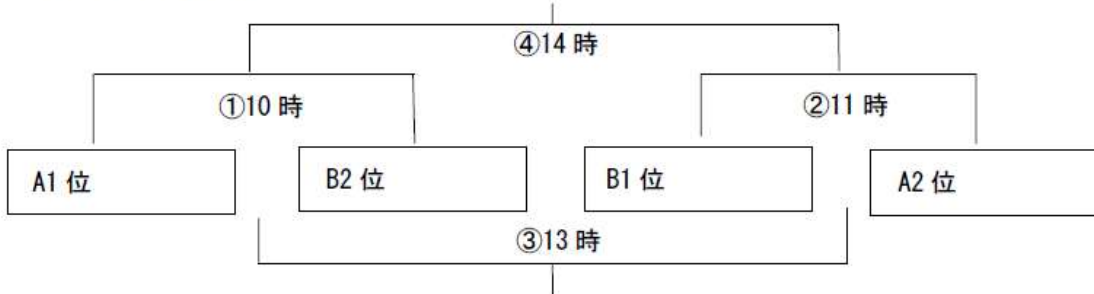 ④14 時
①10 時
②11 時
A1 位
B2 位
B1 位
A2 位
③13 時